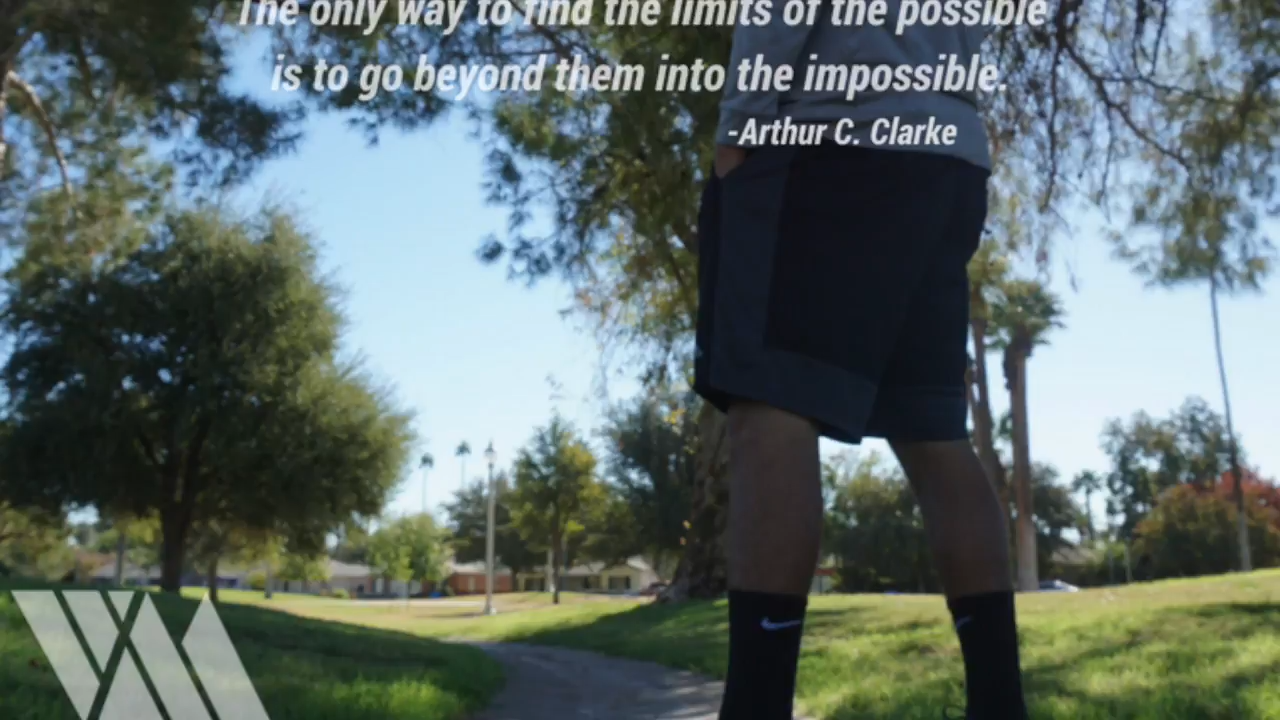 The only way to find the limits of the possible
is to go beyond them into the impossible.
-Arthur C. Clarke